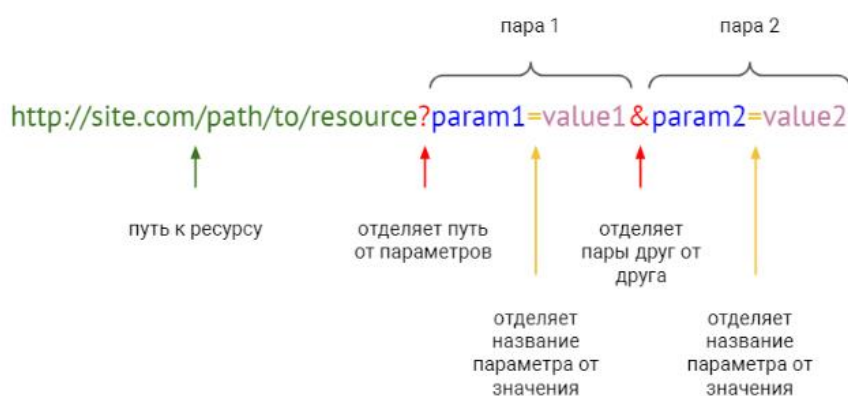 пара 1
пара 2
http://site.com/path/to/resource?param1=value1&param2=value2
путь к ресурсу
отделяет путь
от параметров
отделяет
пары друг от
друга
отделяет
название
параметра от
значения
отделяет
название
параметра от
значения